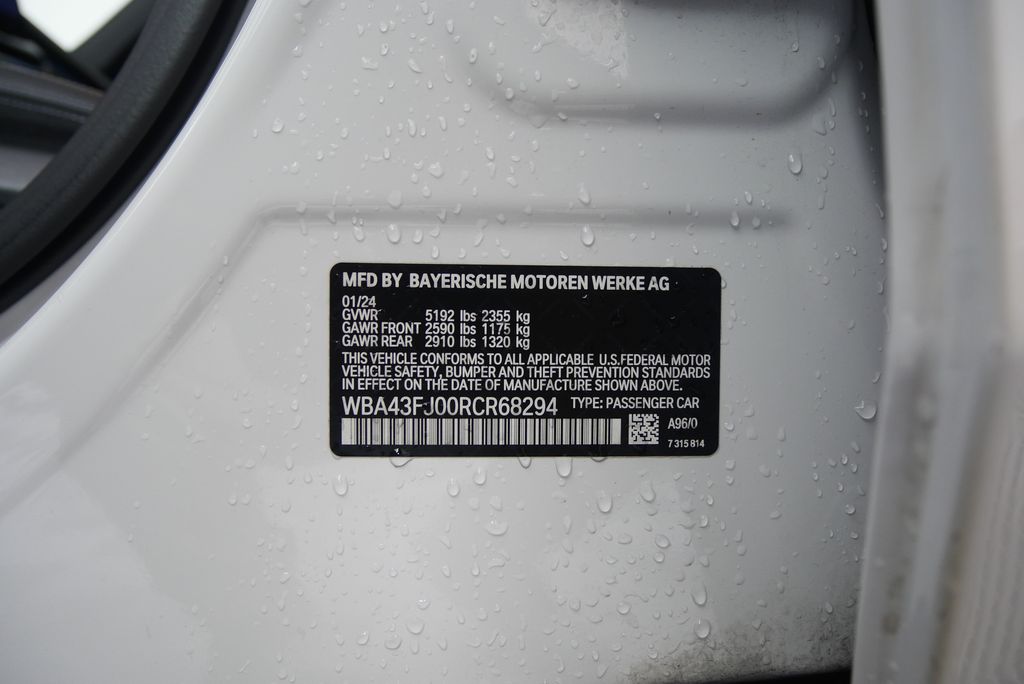 MFD BY BAYERISCHE MOTOREN WERKE AG
01/24
GVWR 5192 lbs 2355 kg
GAWR FRONT 2590 lbs 1175 kg
GAWR REAR 2910 lbs 1320 kg
THIS VEHICLE CONFORMS TO ALL APPLICABLE U.S.FEDERAL MOTOR
VEHICLE SAFETY, BUMPER AND THEFT PREVENTION STANDARDS
IN EFFECT ON THE DATE OF MANUFACTURE SHOWN ABOVE.
WBA43FJ00RCR68294 TYPE: PASSENGER CAR
A96/0
7 315 814